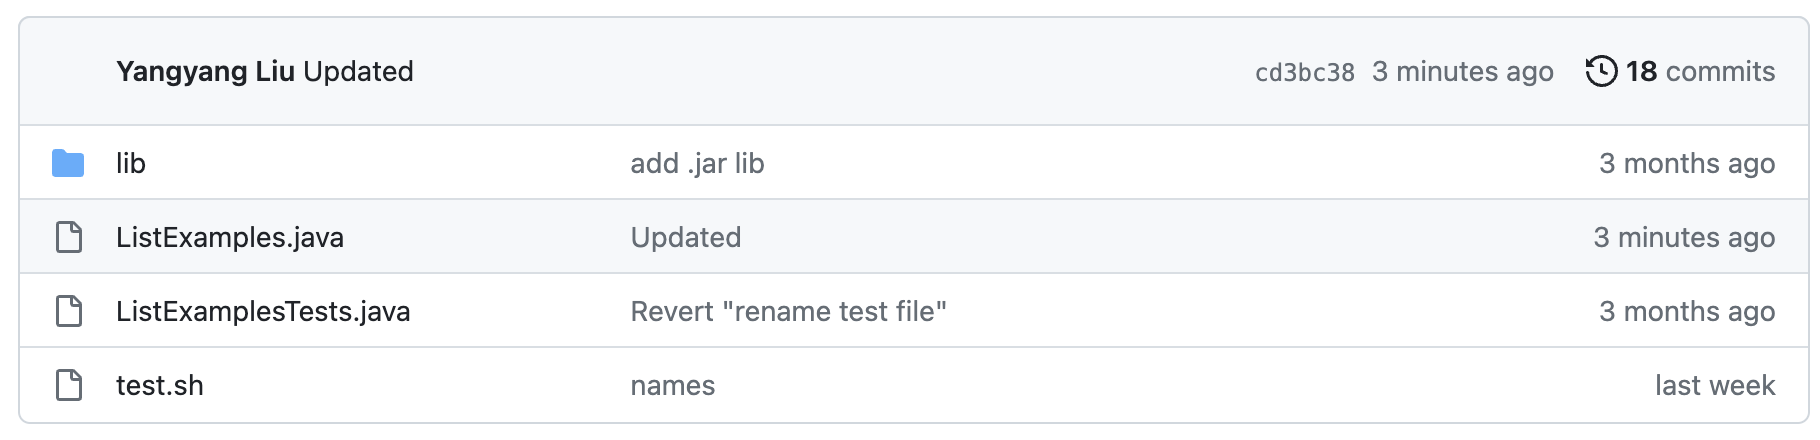 Yangyang Liu Updated cd3bc38 3 minutes ago 18 commits
lib add .jar lib 3 months ago
ListExamples.java Updated 3 minutes ago
ListExamplesTests.java Revert "rename test file" 3 months ago
test.sh names last week